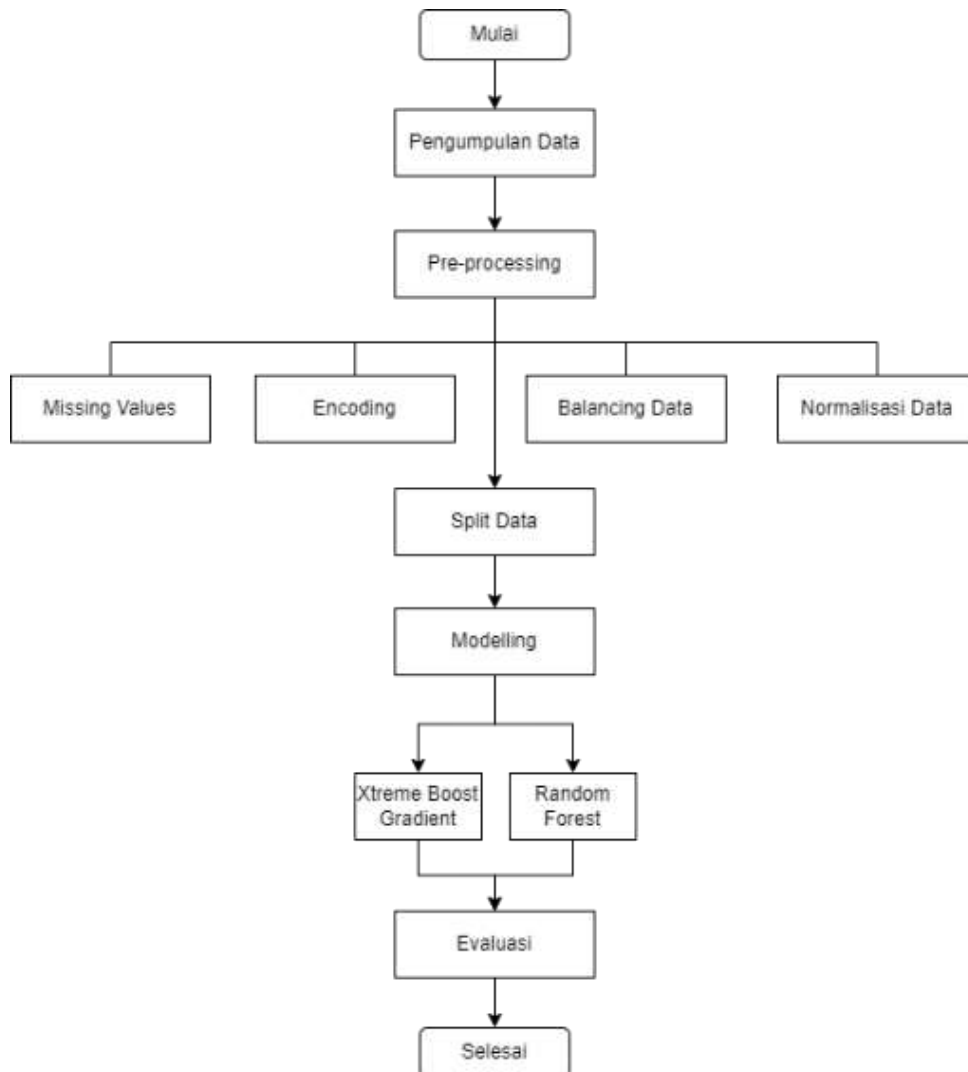 Mulai
Pengumpulan Data
Pre-processing
Missing Values
Encoding
Balancing Data
Normalisasi Data
Split Data
Modelling
Xtreme Boost
Gradient
Random
Forest
Evaluasi
Selesai